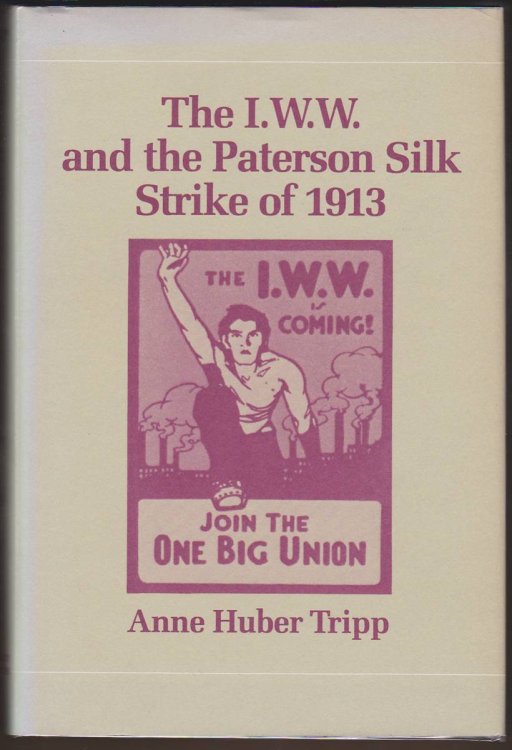 The I.W.W.
and the Paterson Silk
Strike of 1913
THE I.W.W.
is
COMING!
JOIN THE
ONE BIG UNION
Anne Huber Tripp